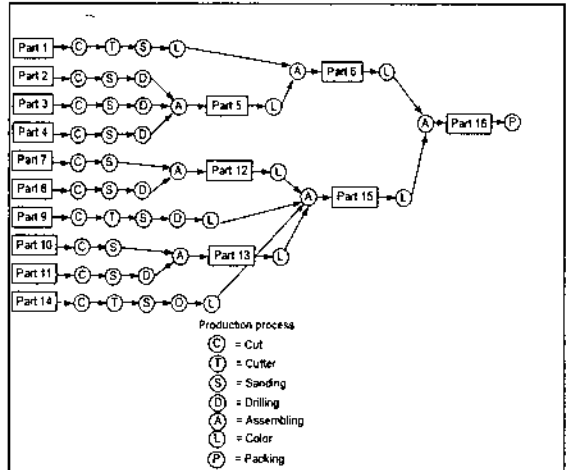 Part 1 C T S L
A Part 6 L
Part 2 C S D
Part 3 C S D A Part 5 L
A Part 16 P
Part 4 C S D
Part 7 C S
A Part 12 L
Part 8 C S D
A Part 15 L
Part 9 C T S D L
Part 10 C S
A Part 13 L
Part 11 C S D
Part 14 C T S D L
Production process
C = Cut
T = Cutter
S = Sanding
D = Drilling
A = Assembling
L = Color
P = Packing